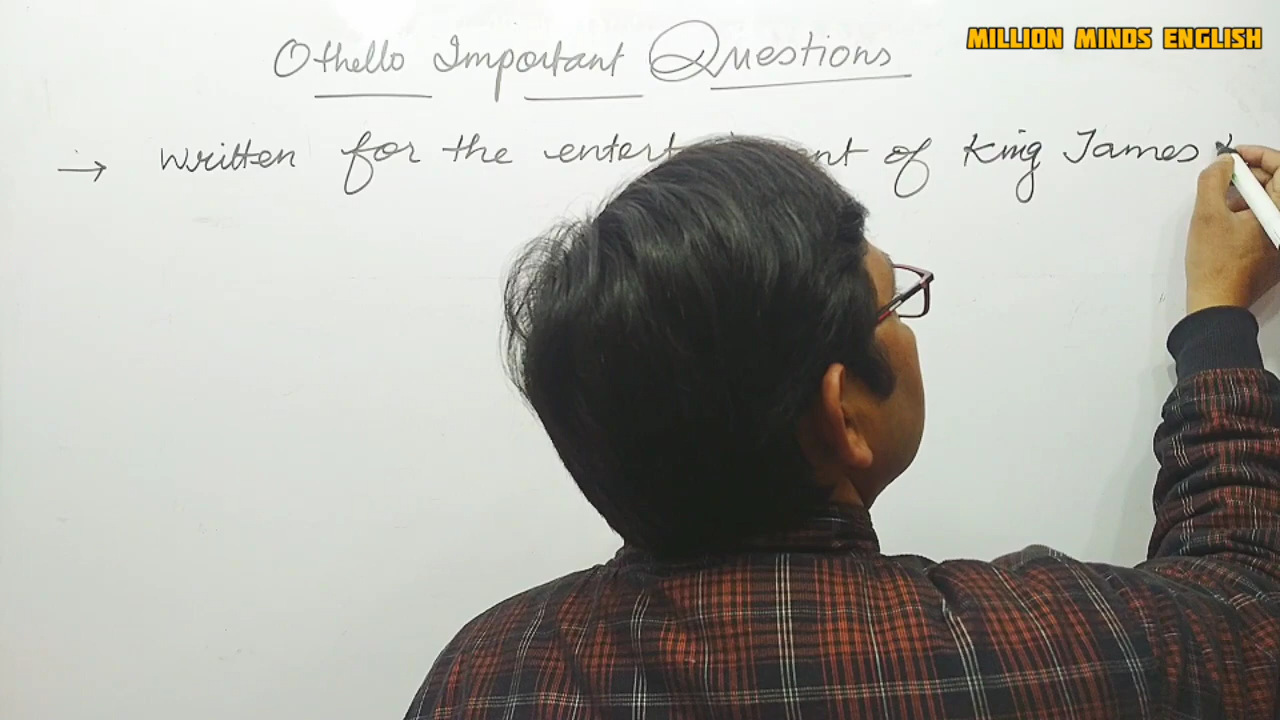 MILLION MINDS ENGLISH
Othello Important Questions
→ written for the of King James